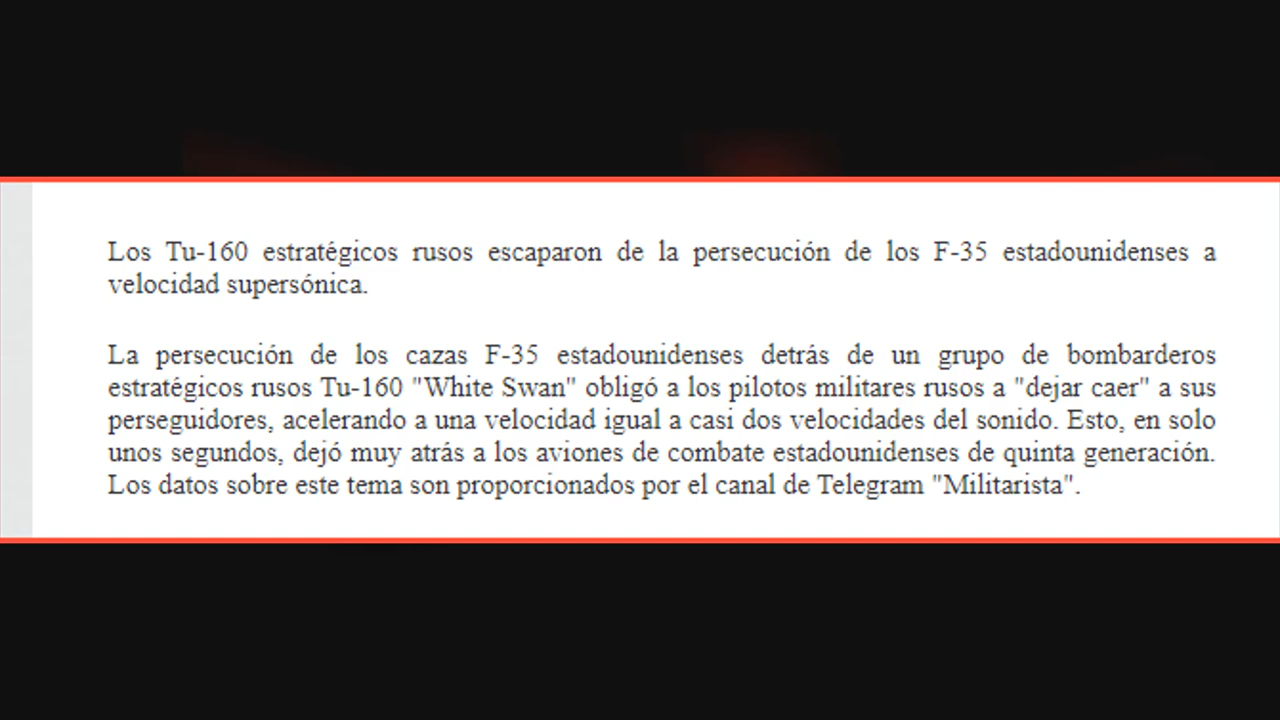 Los Tu-160 estratégicos rusos escaparon de la persecución de los F-35 estadounidenses a
velocidad supersónica.
La persecución de los cazas F-35 estadounidenses detrás de un grupo de bombarderos
estratégicos rusos Tu-160 "White Swan" obligó a los pilotos militares rusos a "dejar caer" a sus
perseguidores, acelerando a una velocidad igual a casi dos velocidades del sonido. Esto, en solo
unos segundos, dejó muy atrás a los aviones de combate estadounidenses de quinta generación.
Los datos sobre este tema son proporcionados por el canal de Telegram "Militarista".